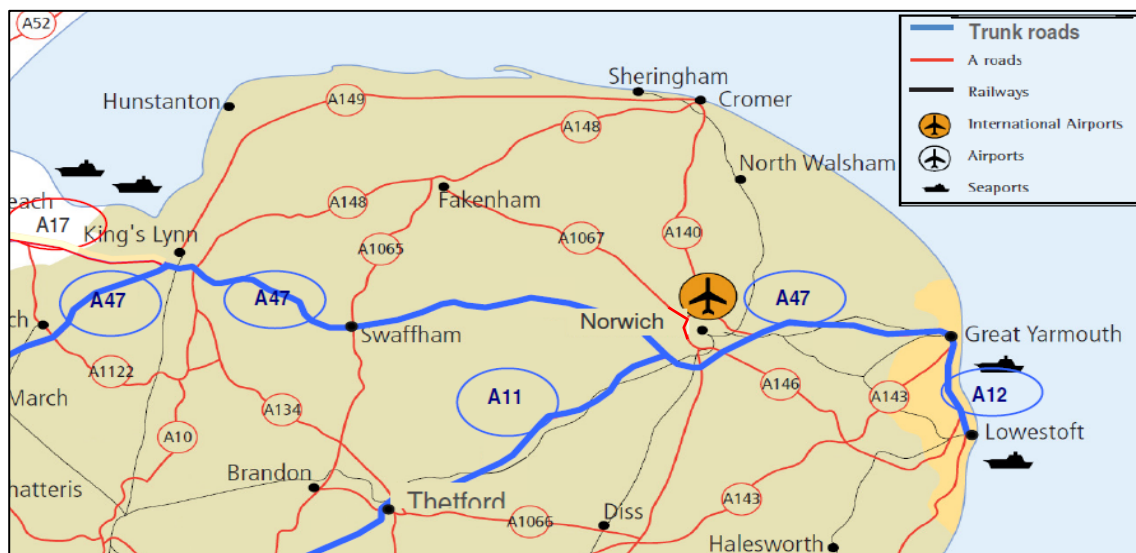 A52
Trunk roads
A roads
Railways
International Airports
Airports
Seaports
Sheringham
Cromer
Hunstanton
A149
A148
North Walsham
Fakenham
A148
each
A17
King's Lynn
A1065
A1067
A140
A47
A47
A47
ch
Swaffham
Norwich
Great Yarmouth
A1122
A11
A146
A143
A12
March
A134
A10
Lowestoft
Brandon
hatteris
Thetford
A143
A1066
Diss
Halesworth